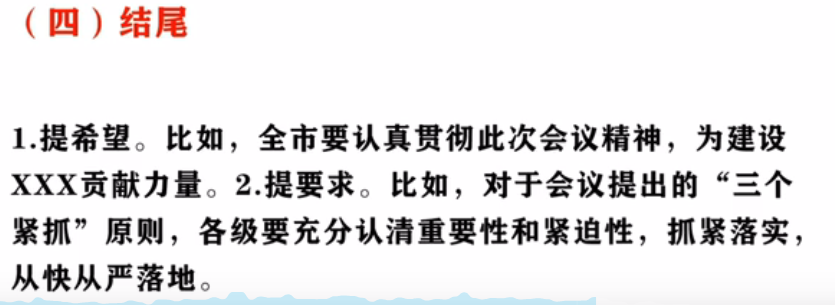 （四）结尾
1.提希望。比如，全市要认真贯彻此次会议精神，为建设
XXX贡献力量。2.提要求。比如，对于会议提出的“三个
紧抓”原则，各级要充分认清重要性和紧迫性，抓紧落实，
从快从严落地。